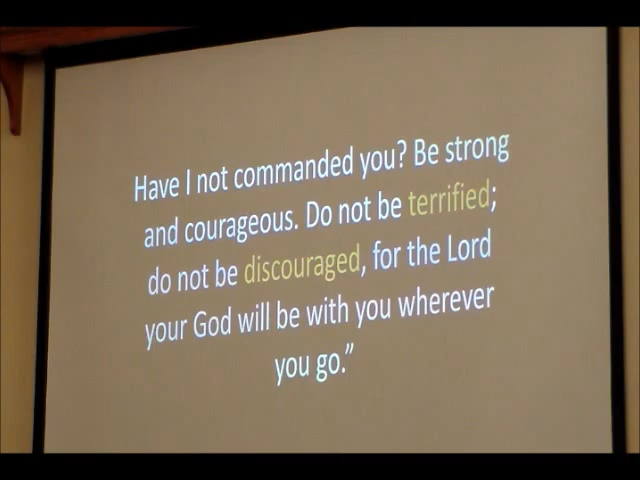 Have I not commanded you? Be strong
and courageous. Do not be terrified;
do not be discouraged, for the Lord
your God will be with you wherever
you go.”